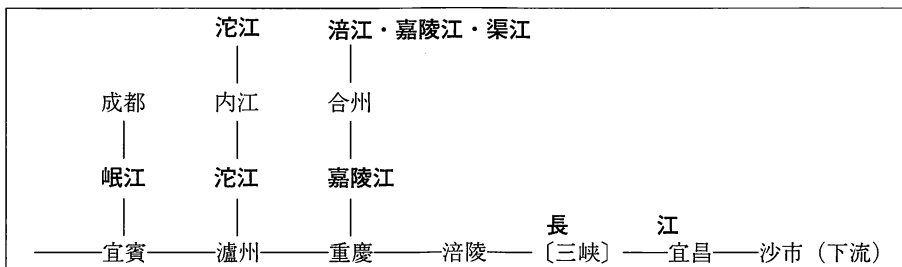 沱江 涪江・嘉陵江・渠江
成都 内江 合州
岷江 沱江 嘉陵江
長 江
宜賓 瀘州 重慶 涪陵 〔三峡〕 宜昌 沙市（下流）